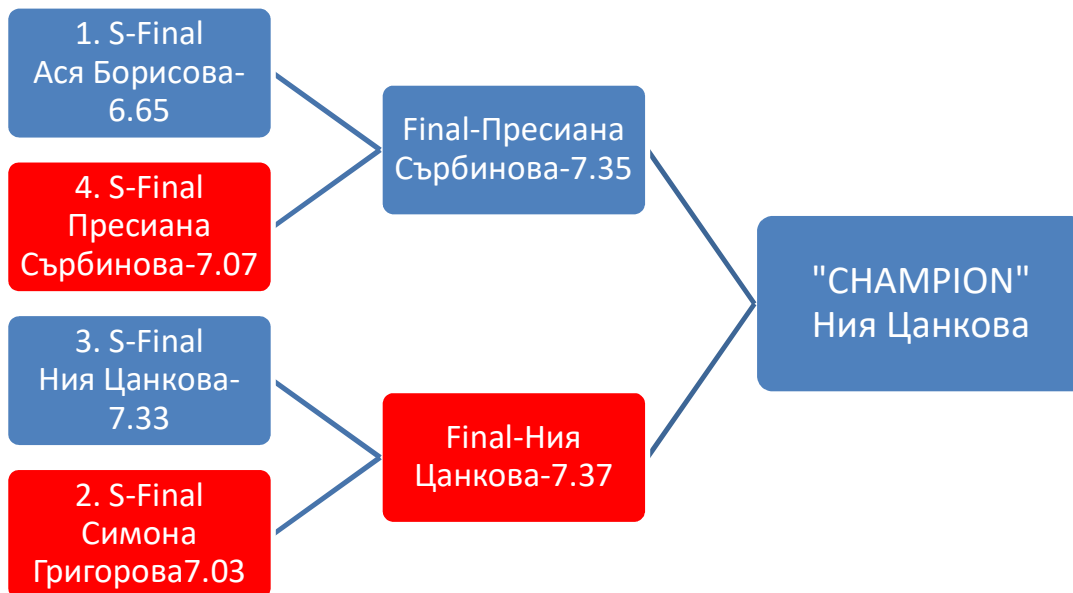 1. S-Final
Ася Борисова-
6.65
4. S-Final
Пресиана
Сърбинова-7.07
3. S-Final
Ния Цанкова-
7.33
2. S-Final
Симона
Григорова7.03
Final-Пресиана
Сърбинова-7.35
Final-Ния
Цанкова-7.37
"CHAMPION"
Ния Цанкова